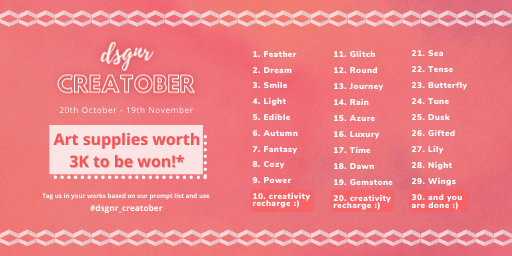 dsgnr
CREATOBER
20th October - 19th November
Art supplies worth
3K to be won!*
Tag us in your works based on our prompt list and use
#dsgnr_creatober
1. Feather
2. Dream
3. Smile
4. Light
5. Edible
6. Autumn
7. Fantasy
8. Cozy
9. Power
10. creativity
recharge :)
11. Glitch
12. Round
13. Journey
14. Rain
15. Azure
16. Luxury
17. Time
18. Dawn
19. Gemstone
20. creativity
recharge :)
21. Sea
22. Tense
23. Butterfly
24. Tune
25. Dusk
26. Gifted
27. Lily
28. Night
29. Wings
30. and you
are done :)